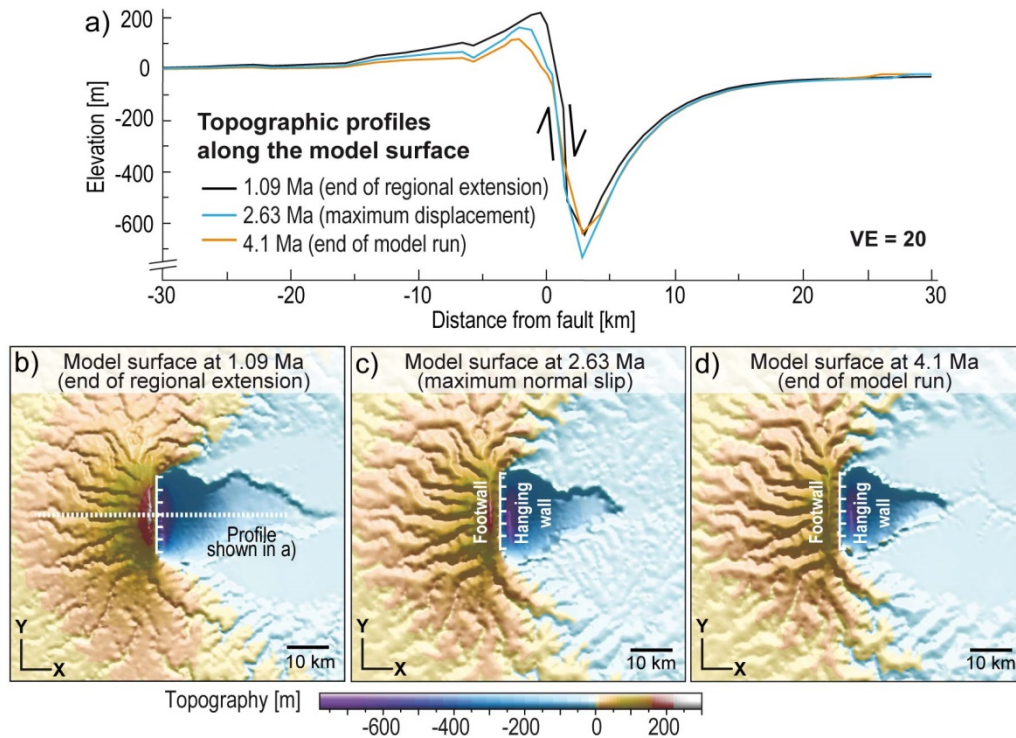 a)
200
0
-200
-400
-600
Elevation [m]
Topographic profiles
along the model surface
1.09 Ma (end of regional extension)
2.63 Ma (maximum displacement)
4.1 Ma (end of model run)
VE = 20
-30
-20
-10
0
10
20
30
Distance from fault [km]
b)
Model surface at 1.09 Ma
(end of regional extension)
Profile
shown in a)
Y
X
10 km
c)
Model surface at 2.63 Ma
(maximum normal slip)
Footwall
Hanging
wall
Y
X
10 km
d)
Model surface at 4.1 Ma
(end of model run)
Footwall
Hanging
wall
Y
X
10 km
Topography [m]
-600
-400
-200
0
200